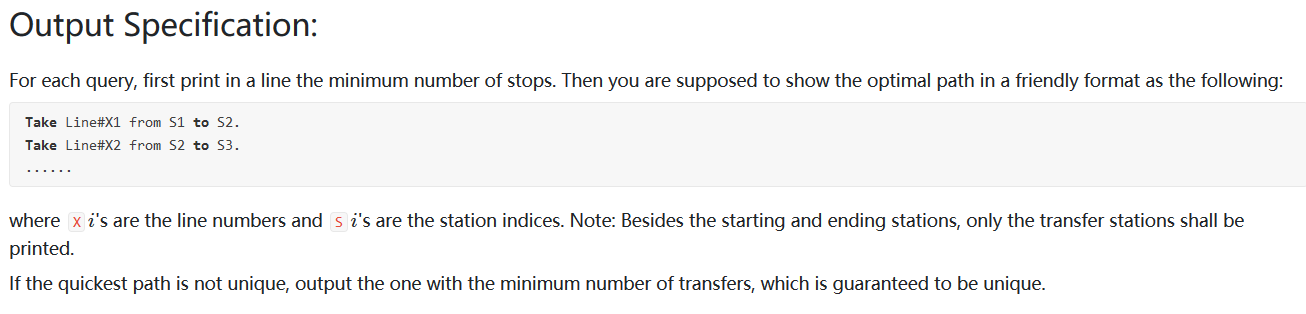 Output Specification:
For each query, first print in a line the minimum number of stops. Then you are supposed to show the optimal path in a friendly format as the following:
Take Line#X1 from S1 to S2.
Take Line#X2 from S2 to S3.
......
where X i's are the line numbers and S i's are the station indices. Note: Besides the starting and ending stations, only the transfer stations shall be
printed.
If the quickest path is not unique, output the one with the minimum number of transfers, which is guaranteed to be unique.